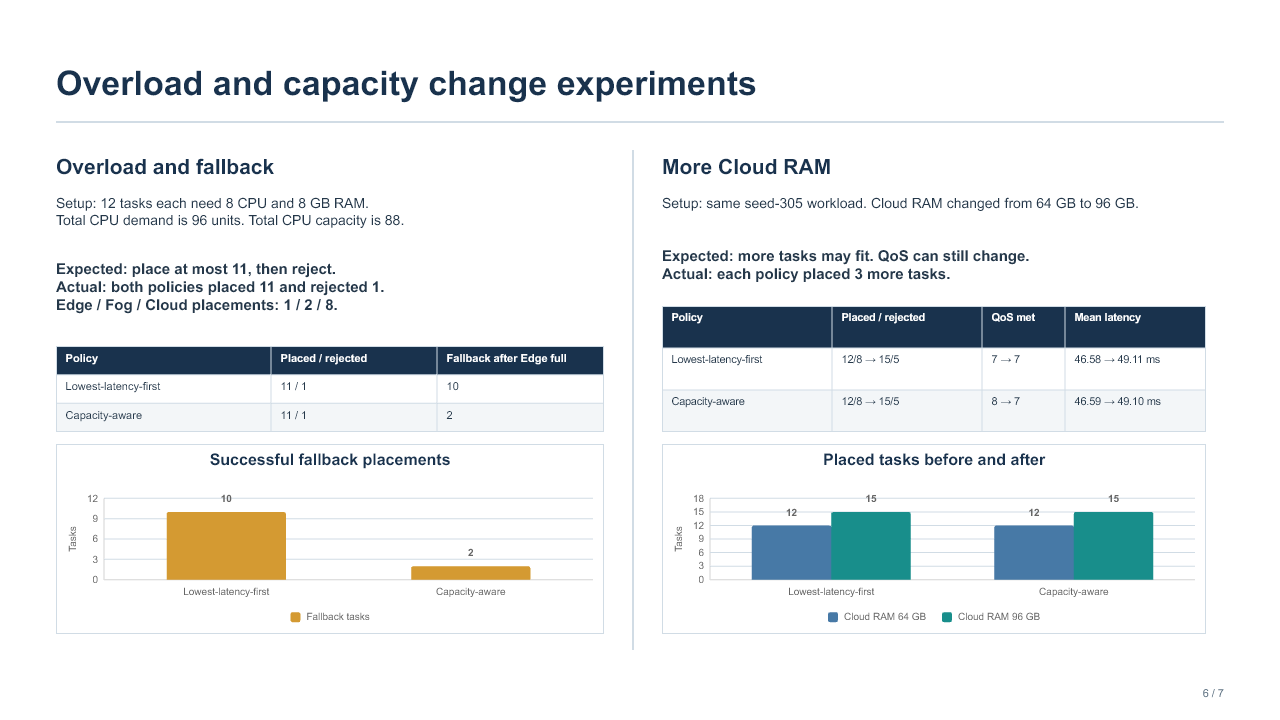 Overload and capacity change experiments
Overload and fallback
Setup: 12 tasks each need 8 CPU and 8 GB RAM.
Total CPU demand is 96 units. Total CPU capacity is 88.
Expected: place at most 11, then reject.
Actual: both policies placed 11 and rejected 1.
Edge / Fog / Cloud placements: 1 / 2 / 8.
Policy Placed / rejected Fallback after Edge full
Lowest-latency-first 11 / 1 10
Capacity-aware 11 / 1 2
Successful fallback placements
12
9
6
3
0
Tasks
10
2
Lowest-latency-first Capacity-aware
Fallback tasks
More Cloud RAM
Setup: same seed-305 workload. Cloud RAM changed from 64 GB to 96 GB.
Expected: more tasks may fit. QoS can still change.
Actual: each policy placed 3 more tasks.
Policy Placed / rejected QoS met Mean latency
Lowest-latency-first 12/8 → 15/5 7 → 7 46.58 → 49.11 ms
Capacity-aware 12/8 → 15/5 8 → 7 46.59 → 49.10 ms
Placed tasks before and after
18
15
12
9
6
3
0
Tasks
12 15 12 15
Lowest-latency-first Capacity-aware
Cloud RAM 64 GB Cloud RAM 96 GB
6 / 7